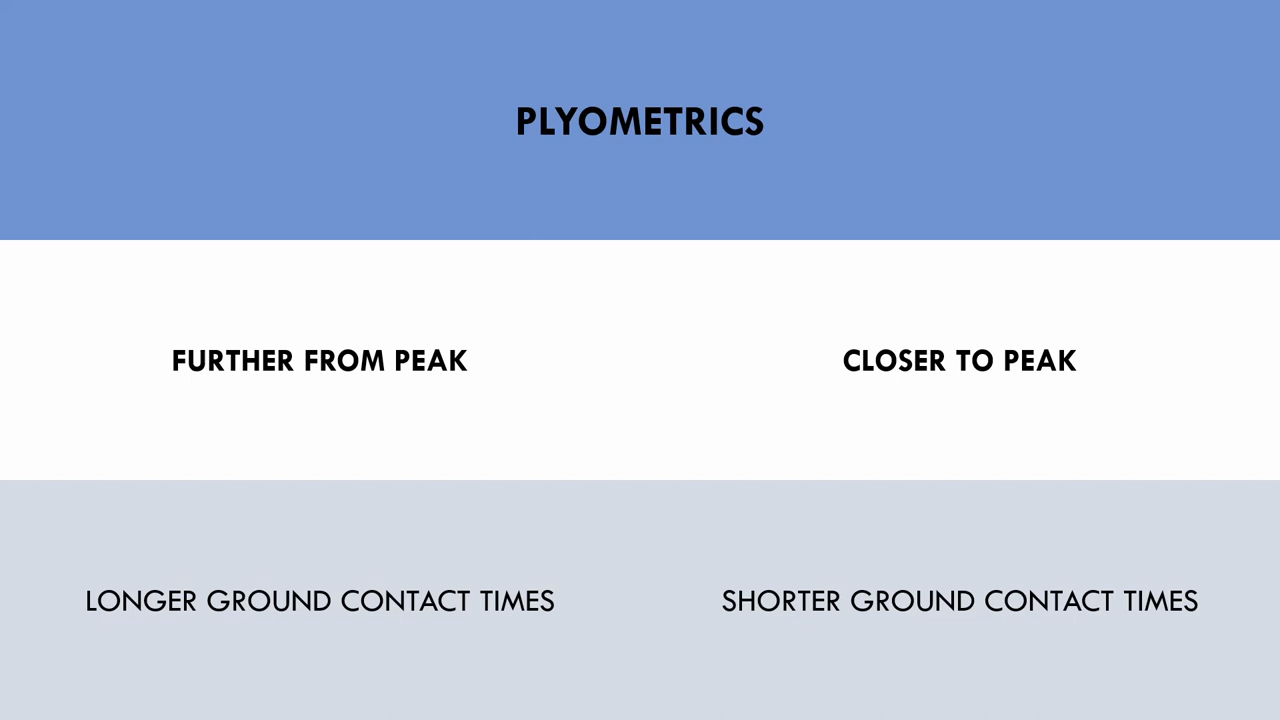 PLYOMETRICS
FURTHER FROM PEAK
CLOSER TO PEAK
LONGER GROUND CONTACT TIMES
SHORTER GROUND CONTACT TIMES